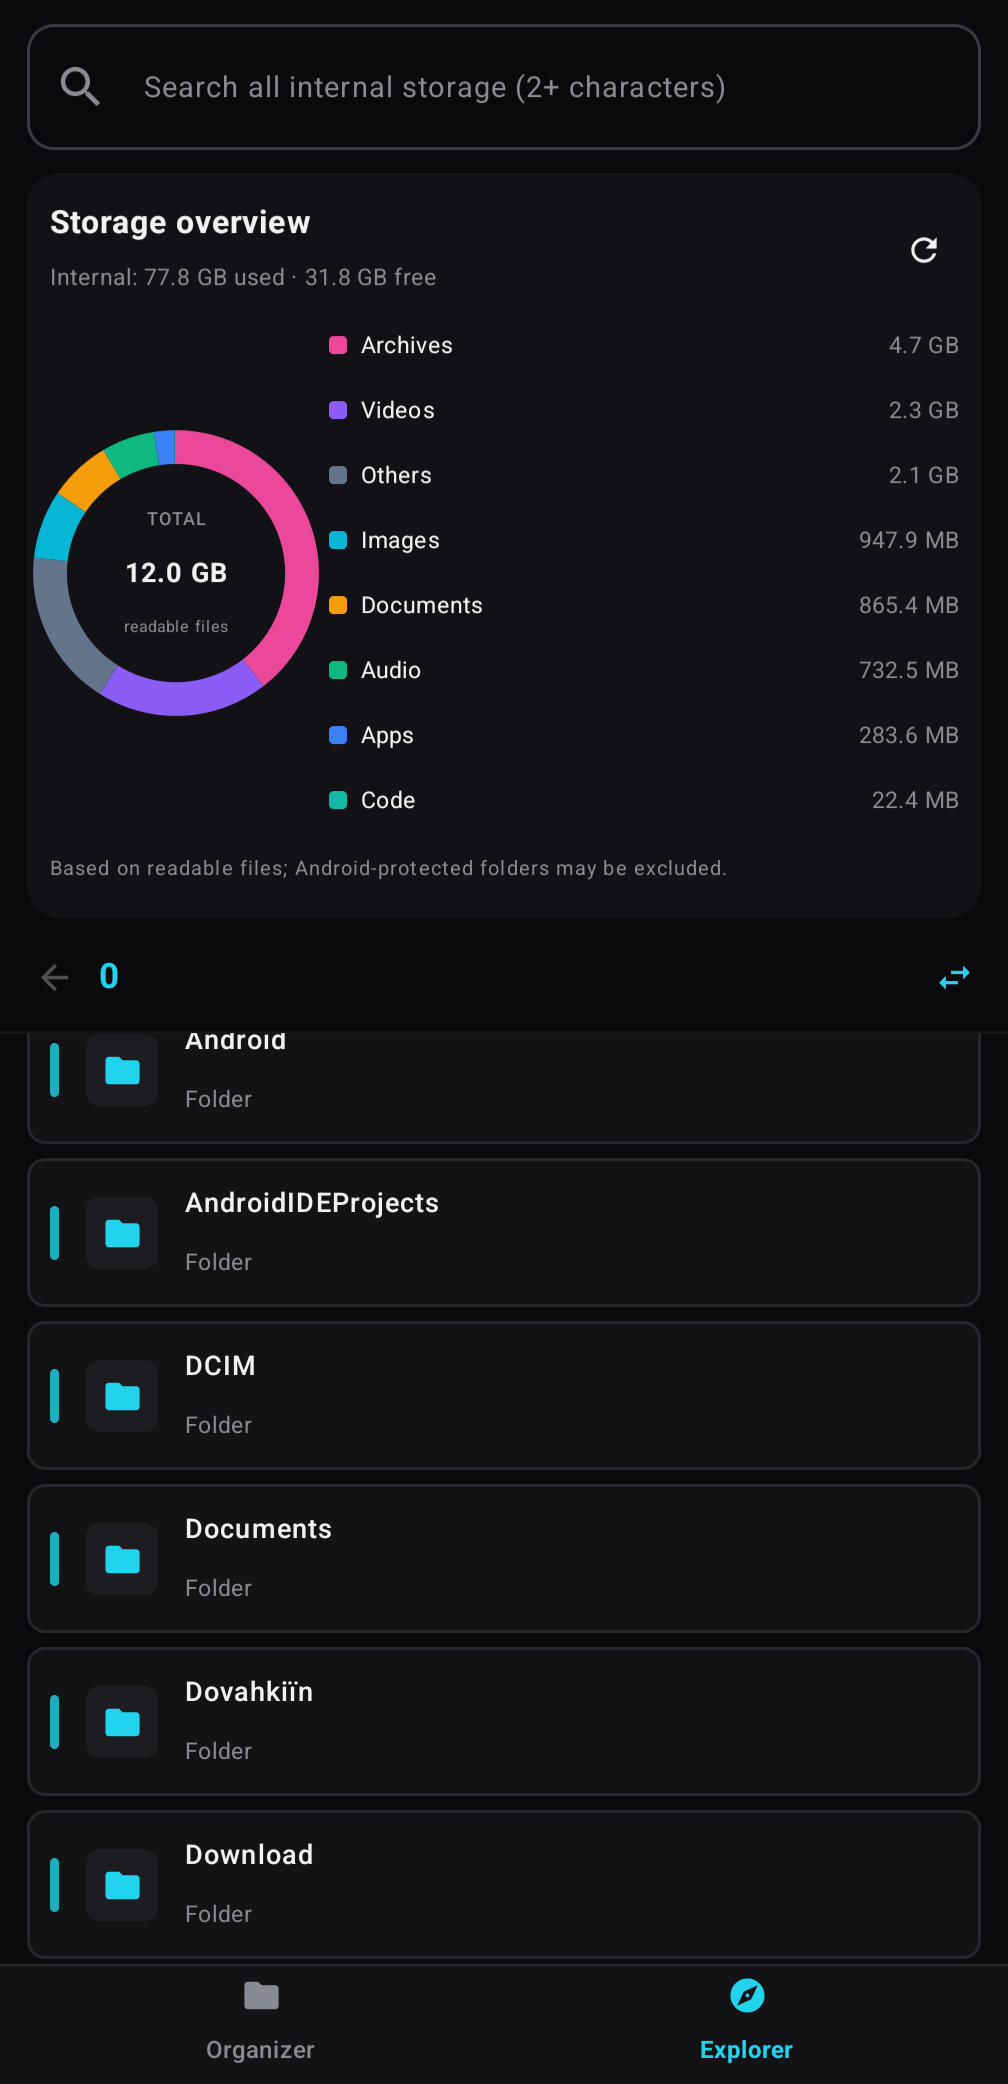 Search all internal storage (2+ characters)
Storage overview
Internal: 77.8 GB used · 31.8 GB free
Archives 4.7 GB
Videos 2.3 GB
Others 2.1 GB
Images 947.9 MB
Documents 865.4 MB
Audio 732.5 MB
Apps 283.6 MB
Code 22.4 MB
TOTAL
12.0 GB
readable files
Based on readable files; Android-protected folders may be excluded.
0
Android
Folder
AndroidIDEProjects
Folder
DCIM
Folder
Documents
Folder
Dovahkiïn
Folder
Download
Folder
Organizer
Explorer